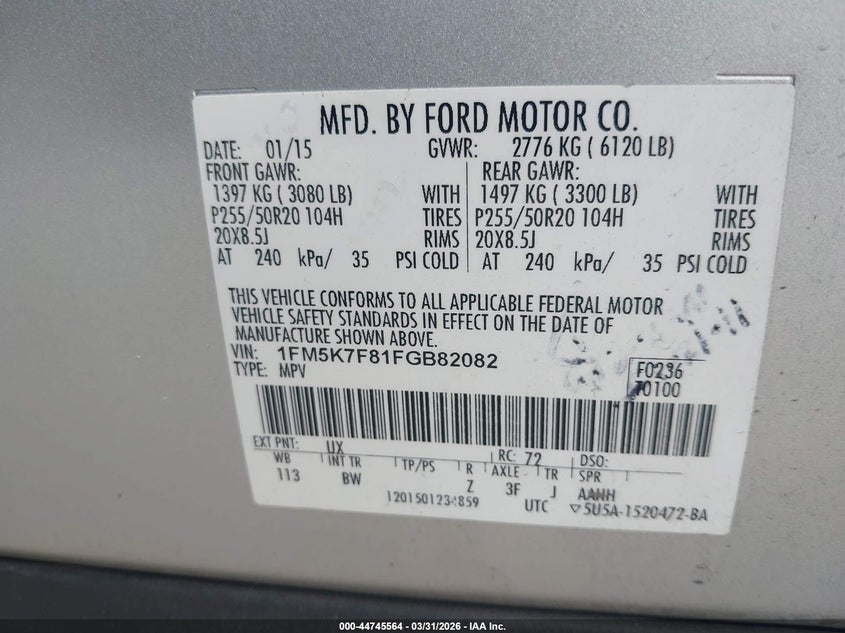 MFD. BY FORD MOTOR CO.
DATE: 01/15 GVWR: 2776 KG ( 6120 LB)
FRONT GAWR: REAR GAWR:
1397 KG ( 3080 LB) WITH 1497 KG ( 3300 LB) WITH
P255/50R20 104H TIRES P255/50R20 104H TIRES
20X8.5J RIMS 20X8.5J RIMS
AT 240 kPa/ 35 PSI COLD AT 240 kPa/ 35 PSI COLD
THIS VEHICLE CONFORMS TO ALL APPLICABLE FEDERAL MOTOR
VEHICLE SAFETY STANDARDS IN EFFECT ON THE DATE OF
MANUFACTURE SHOWN ABOVE.
VIN: 1FM5K7F81FGB82082
TYPE: MPV
F0236
T0100
EXT PNT: UX RC: 72 DSO:
WB INT TR TP/PS R AXLE TR SPR
113 BW Z 3F J AANH
1201501234859 UTC ▽5U5A-1520472-BA
000-44745564 / 03/31/2026 - IAA Inc.